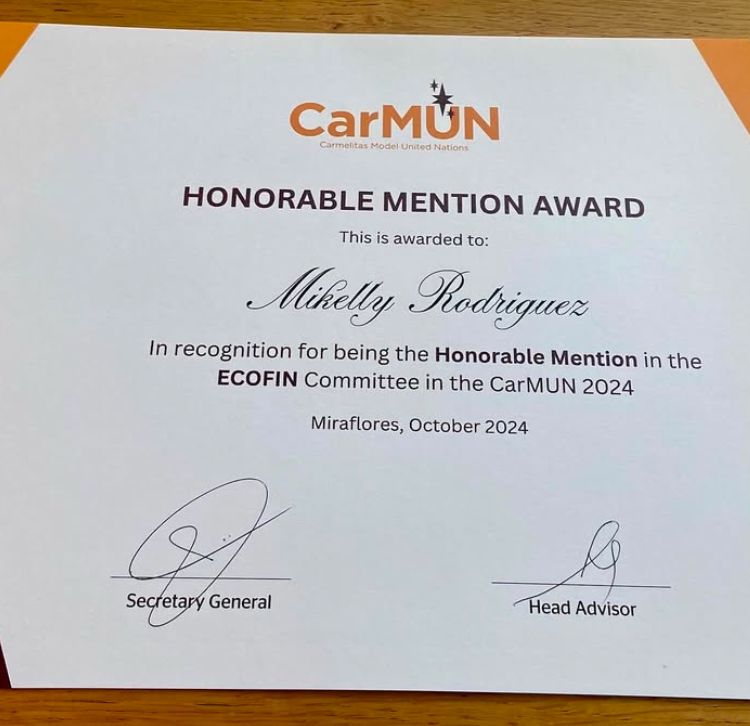 CarMUN
Carmelitas Model United Nations
HONORABLE MENTION AWARD
This is awarded to:
Mikelly Rodriguez
In recognition for being the Honorable Mention in the
ECOFIN Committee in the CarMUN 2024
Miraflores, October 2024
Secretary General
Head Advisor